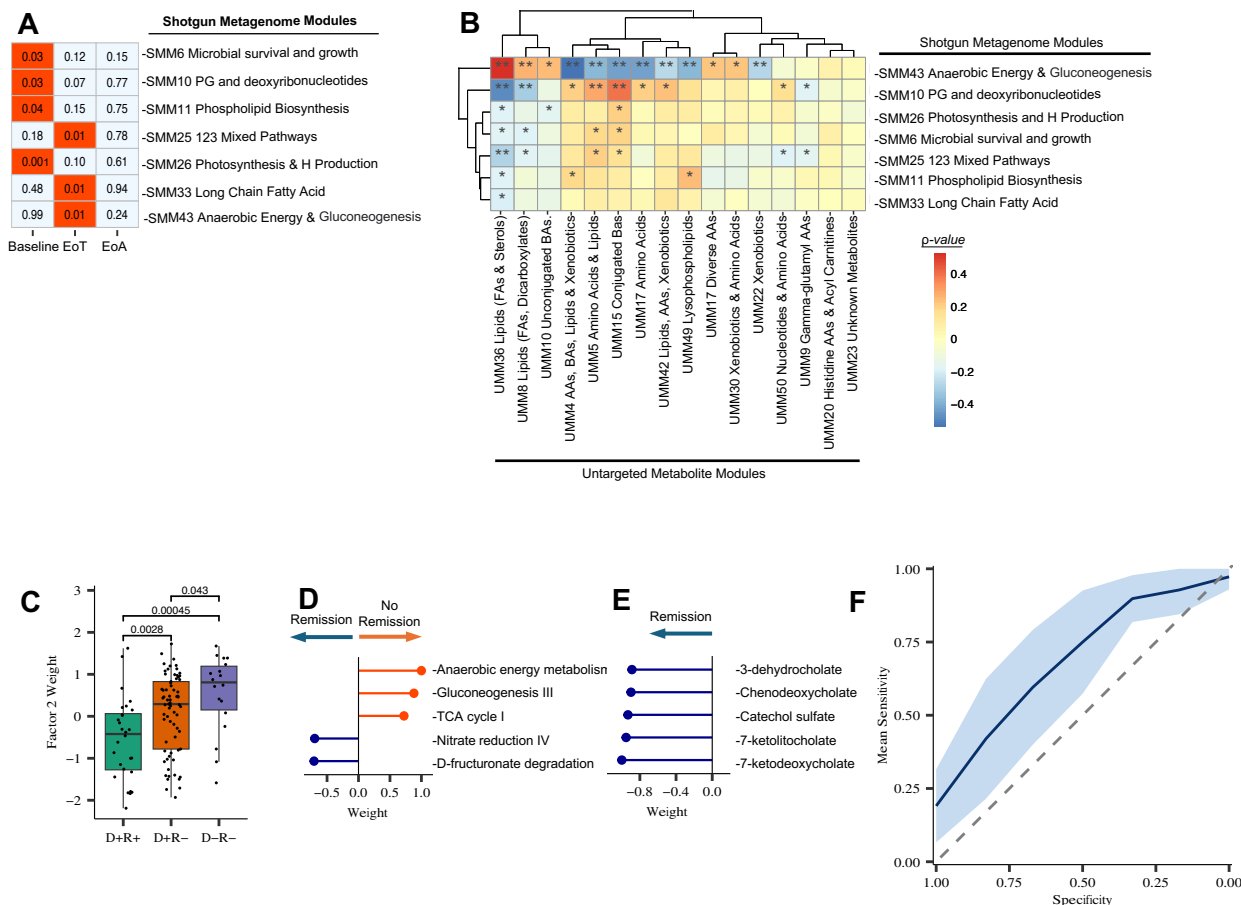 A
Shotgun Metagenome Modules
0.03 0.12 0.15 -SMM6 Microbial survival and growth
0.03 0.07 0.77 -SMM10 PG and deoxyribonucleotides
0.04 0.15 0.75 -SMM11 Phospholipid Biosynthesis
0.18 0.01 0.78 -SMM25 123 Mixed Pathways
0.001 0.10 0.61 -SMM26 Photosynthesis & H Production
0.48 0.01 0.94 -SMM33 Long Chain Fatty Acid
0.99 0.01 0.24 -SMM43 Anaerobic Energy & Gluconeogenesis
Baseline EoT EoA
B
Shotgun Metagenome Modules
** ** * ** ** ** ** ** ** * * ** -SMM43 Anaerobic Energy & Gluconeogenesis
** ** * ** ** * * * * -SMM10 PG and deoxyribonucleotides
* * * -SMM26 Photosynthesis and H Production
* * * * -SMM6 Microbial survival and growth
** * * * * * -SMM25 123 Mixed Pathways
* * * -SMM11 Phospholipid Biosynthesis
* -SMM33 Long Chain Fatty Acid
UMM36 Lipids (FAs & Sterols)
UMM8 Lipids (FAs, Dicarboxylates)
UMM10 Unconjugated BAs.
UMM4 AAs, BAs, Lipids & Xenobiotics
UMM5 Amino Acids & Lipids
UMM15 Conjugated Bas
UMM17 Amino Acids
UMM42 Lipids, AAs, Xenobiotics
UMM49 Lysophospholipids
UMM17 Diverse AAs
UMM30 Xenobiotics & Amino Acids
UMM22 Xenobiotics
UMM50 Nucleotides & Amino Acids
UMM9 Gamma-glutamyl AAs
UMM20 Histidine AAs & Acyl Carnitines
UMM23 Unknown Metabolites
Untargeted Metabolite Modules
ρ-value
0.4
0.2
0
−0.2
−0.4
C
Factor 2 Weight
3
2
1
0
−1
−2
0.043
0.00045
0.0028
D+R+ D+R− D−R−
D
Remission
No
Remission
-Anaerobic energy metabolism
-Gluconeogenesis III
-TCA cycle I
-Nitrate reduction IV
-D-fructuronate degradation
−0.5 0.0 1.0
Weight
E
Remission
-3-dehydrocholate
-Chenodeoxycholate
-Catechol sulfate
-7-ketolitocholate
-7-ketodeoxycholate
−0.8 0.0
Weight
F
Mean Sensitivity
1.00
0.75
0.50
0.25
0.00
1.00 0.75 0.50 0.25 0.00
Specificity